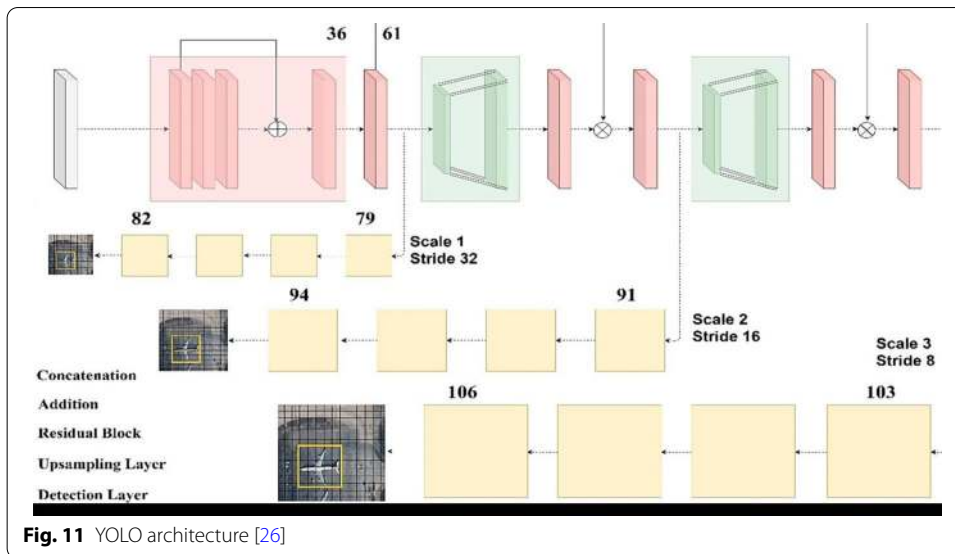 36 61
82 79
Scale 1
Stride 32
94 91
Scale 2
Stride 16
Scale 3
Stride 8
Concatenation
106 103
Addition
Residual Block
Upsampling Layer
Detection Layer
Fig. 11 YOLO architecture [26]